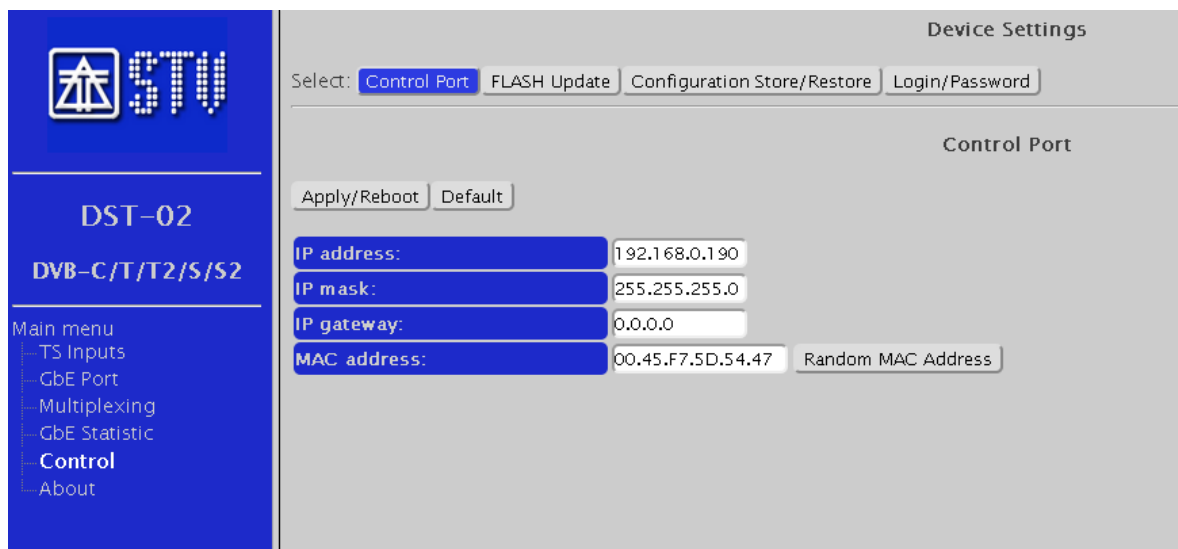 STV
DST-02
DVB-C/T/T2/S/S2
Main menu
TS Inputs
GbE Port
Multiplexing
GbE Statistic
Control
About
Device Settings
Select: Control Port FLASH Update Configuration Store/Restore Login/Password
Control Port
Apply/Reboot Default
IP address: 192.168.0.190
IP mask: 255.255.255.0
IP gateway: 0.0.0.0
MAC address: 00.45.F7.5D.54.47 Random MAC Address